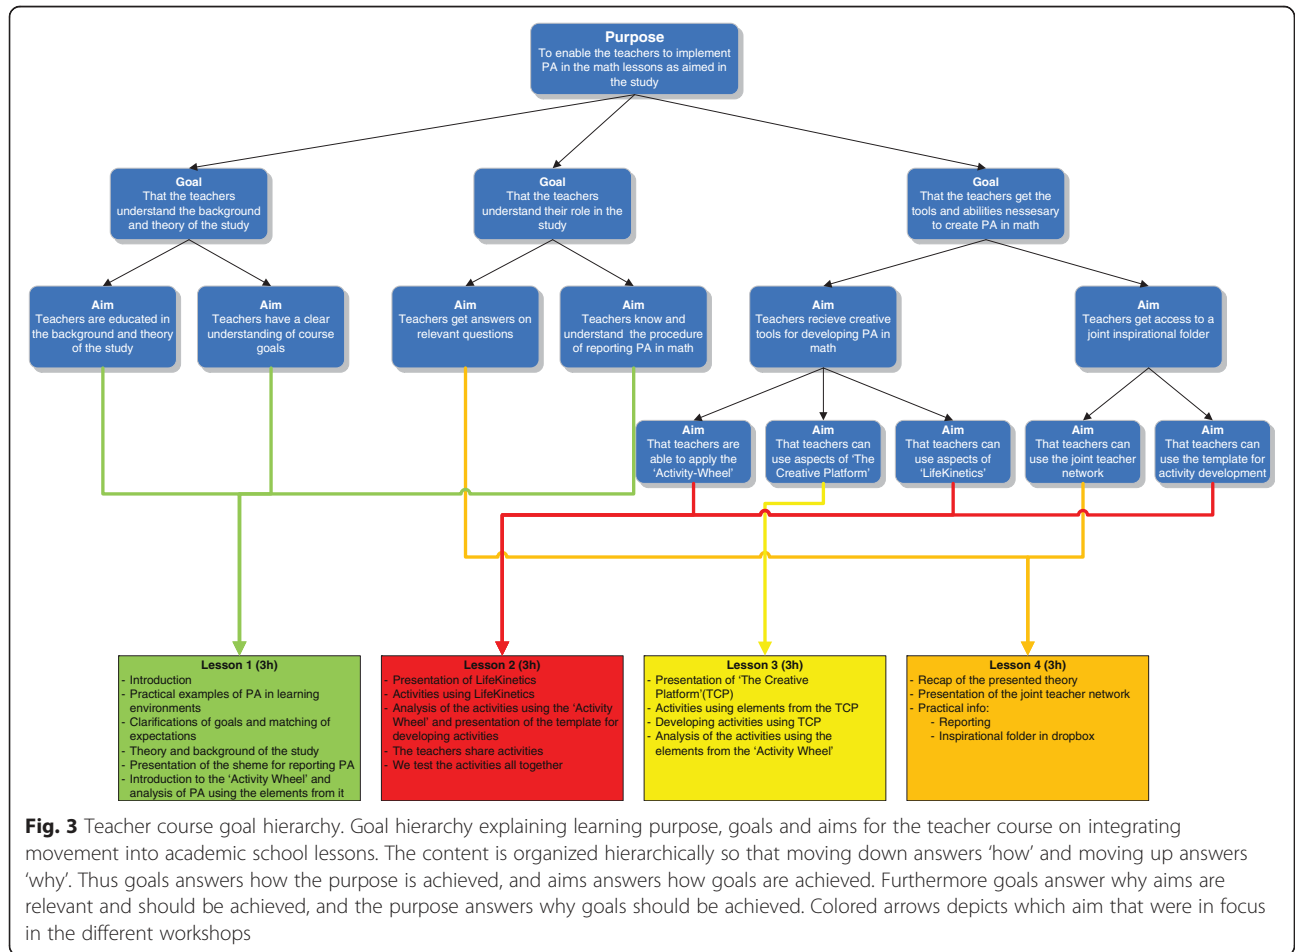 Purpose
To enable the teachers to implement
PA in the math lessons as aimed in
the study
Goal
That the teachers
understand the background
and theory of the study
Goal
That the teachers
understand their role in the
study
Goal
That the teachers get the
tools and abilities nessesary
to create PA in math
Aim
Teachers are educated in
the background and theory
of the study
Aim
Teachers have a clear
understanding of course
goals
Aim
Teachers get answers on
relevant questions
Aim
Teachers know and
understand the procedure
of reporting PA in math
Aim
Teachers recieve creative
tools for developing PA in
math
Aim
Teachers get access to a
joint inspirational folder
Aim
That teachers are
able to apply the
'Activity-Wheel'
Aim
That teachers can
use aspects of 'The
Creative Platform'
Aim
That teachers can
use aspects of
'LifeKinetics'
Aim
That teachers can
use the joint teacher
network
Aim
That teachers can
use the template for
activity development
Lesson 1 (3h)
- Introduction
- Practical examples of PA in learning
environments
- Clarifications of goals and matching of
expectations
- Theory and background of the study
- Presentation of the sheme for reporting PA
- Introduction to the 'Activity Wheel' and
analysis of PA using the elements from it
Lesson 2 (3h)
- Presentation of LifeKinetics
- Activities using LifeKinetics
- Analysis of the activities using the 'Activity
Wheel' and presentation of the template for
developing activities
- The teachers share activities
- We test the activities all together
Lesson 3 (3h)
- Presentation of 'The Creative
Platform'(TCP)
- Activities using elements from the TCP
- Developing activities using TCP
- Analysis of the activities using the
elements from the 'Activity Wheel'
Lesson 4 (3h)
- Recap of the presented theory
- Presentation of the joint teacher network
- Practical info:
- Reporting
- Inspirational folder in dropbox
Fig. 3 Teacher course goal hierarchy. Goal hierarchy explaining learning purpose, goals and aims for the teacher course on integrating
movement into academic school lessons. The content is organized hierarchically so that moving down answers 'how' and moving up answers
'why'. Thus goals answers how the purpose is achieved, and aims answers how goals are achieved. Furthermore goals answer why aims are
relevant and should be achieved, and the purpose answers why goals should be achieved. Colored arrows depicts which aim that were in focus
in the different workshops